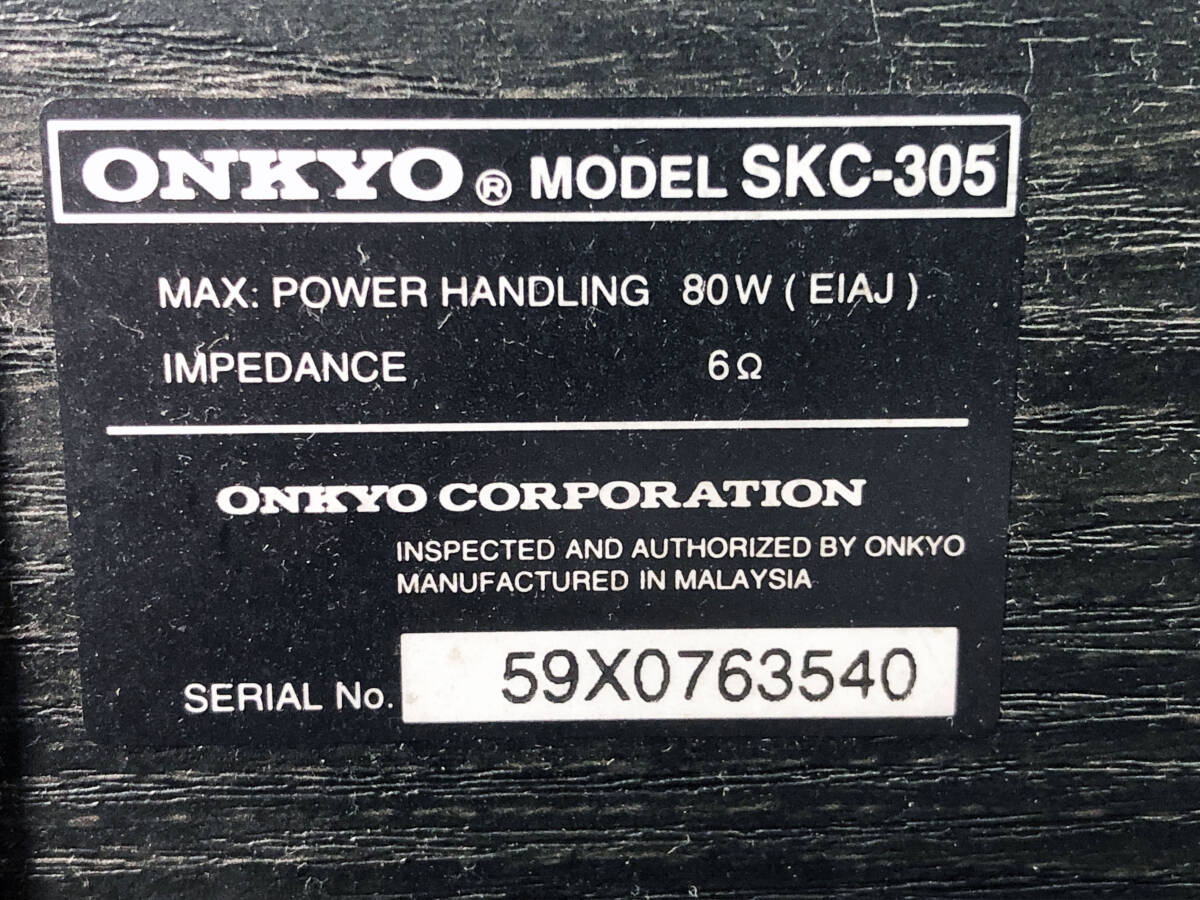 ONKYO® MODEL SKC-305
MAX: POWER HANDLING 80W (EIAJ)
IMPEDANCE 6Ω
ONKYO CORPORATION
INSPECTED AND AUTHORIZED BY ONKYO
MANUFACTURED IN MALAYSIA
SERIAL No. 59X0763540